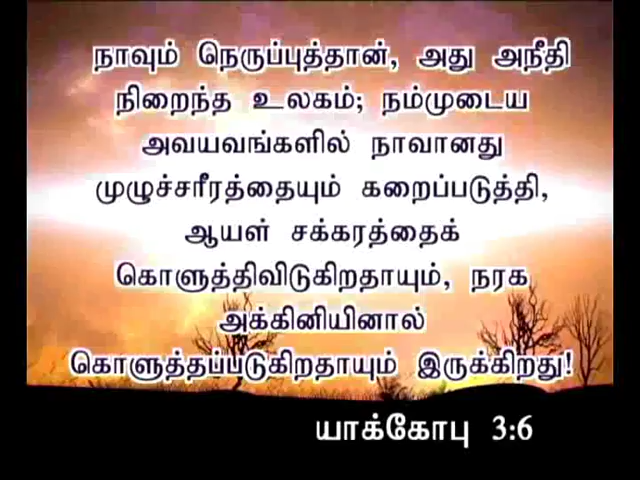 நாவும் நெருப்புத்தான், அது அநீதி
நிறைந்த உலகம்; நம்முடைய
அவயவங்களில் நாவானது
முழுச்சரீரத்தையும் கறைப்படுத்தி,
ஆயள் சக்கரத்தைக்
கொளுத்திவிடுகிறதாயும், நரக
அக்கினியினால்
கொளுத்தப்படுகிறதாயும் இருக்கிறது!
யாக்கோபு 3:6